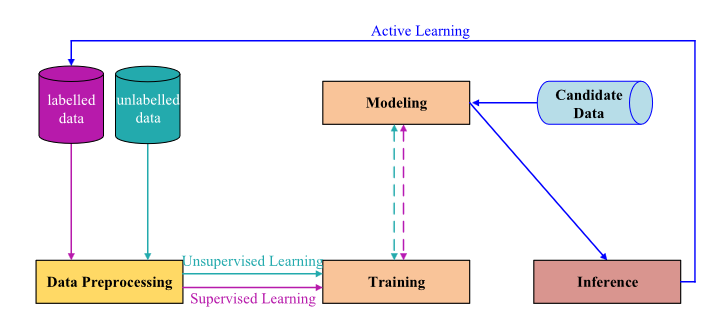 Active Learning
labelled
data
unlabelled
data
Modeling
Candidate
Data
Unsupervised Learning
Data Preprocessing
Supervised Learning
Training
Inference